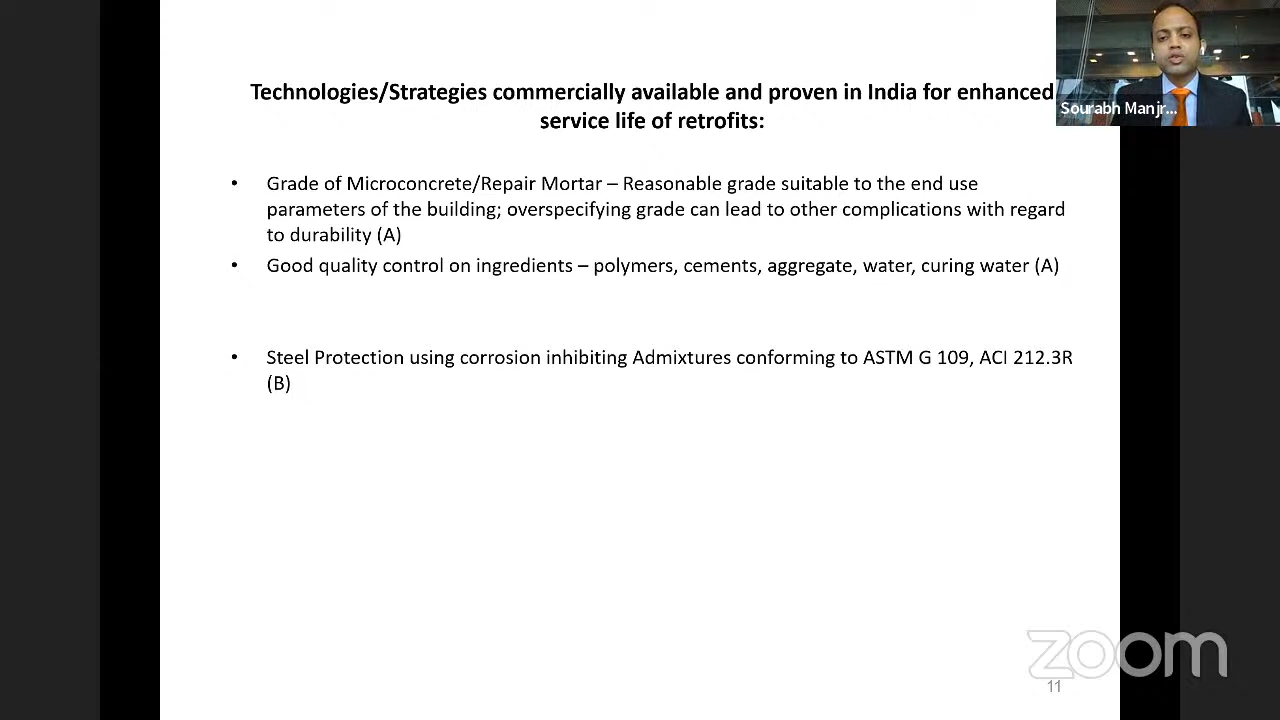 Technologies/Strategies commercially available and proven in India for enhanced
service life of retrofits:
Sourabh Manjr...
• Grade of Microconcrete/Repair Mortar – Reasonable grade suitable to the end use
parameters of the building; overspecifying grade can lead to other complications with regard
to durability (A)
• Good quality control on ingredients – polymers, cements, aggregate, water, curing water (A)
• Steel Protection using corrosion inhibiting Admixtures conforming to ASTM G 109, ACI 212.3R
(B)
zoom
11